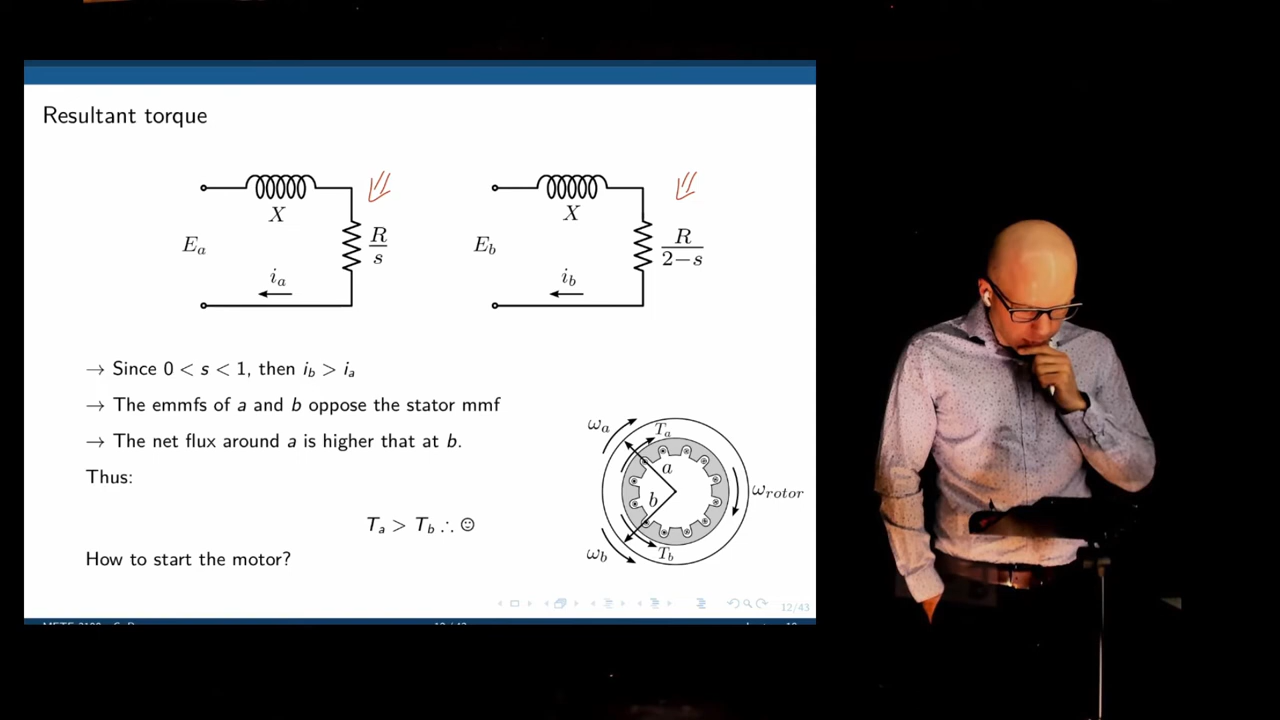 Resultant torque
X
R
s
E_a
i_a
X
R
2−s
E_b
i_b
→ Since 0 < s < 1, then i_b > i_a
→ The emmfs of a and b oppose the stator mmf
→ The net flux around a is higher that at b.
Thus:
T_a > T_b ∴ ☺
How to start the motor?
ω_a
T_a
a
b
ω_rotor
ω_b
T_b
12/43